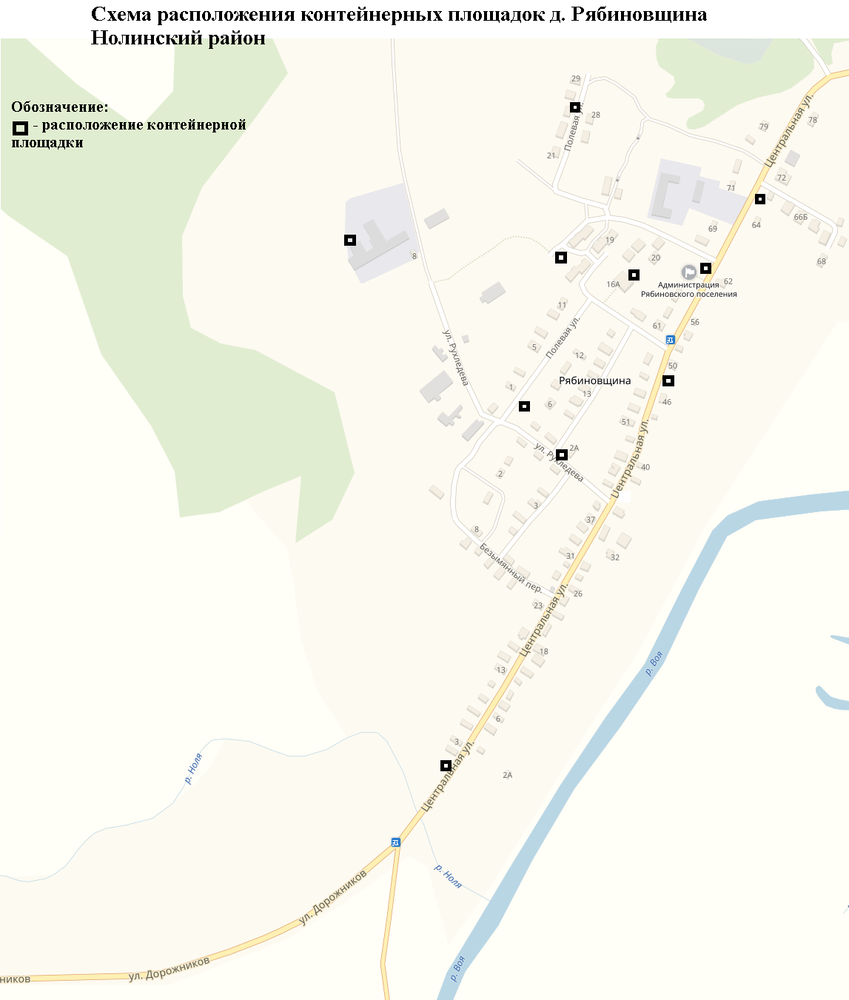 Схема расположения контейнерных площадок д. Рябиновщина
Нолинский район
Обозначение:
- расположение контейнерной
площадки
29
28
Полевая ул.
21
Центральная ул.
78
79
72
71
66Б
64
69
68
19
20
8
16А
62
Администрация
Рябиновского поселения
11
61
56
Полевая ул.
5
12
50
ул. Рухледева
Рябиновщина
1
13
6
46
51
2А
ул. Рухледева
Центральная ул.
40
2
3
37
8
Безымянный пер.
31
32
26
23
Центральная ул.
18
13
р. Воя
6
3
Центральная ул.
2А
р. Ноля
р. Ноля
ул. Дорожников
ул. Дорожников
ников
р. Воя